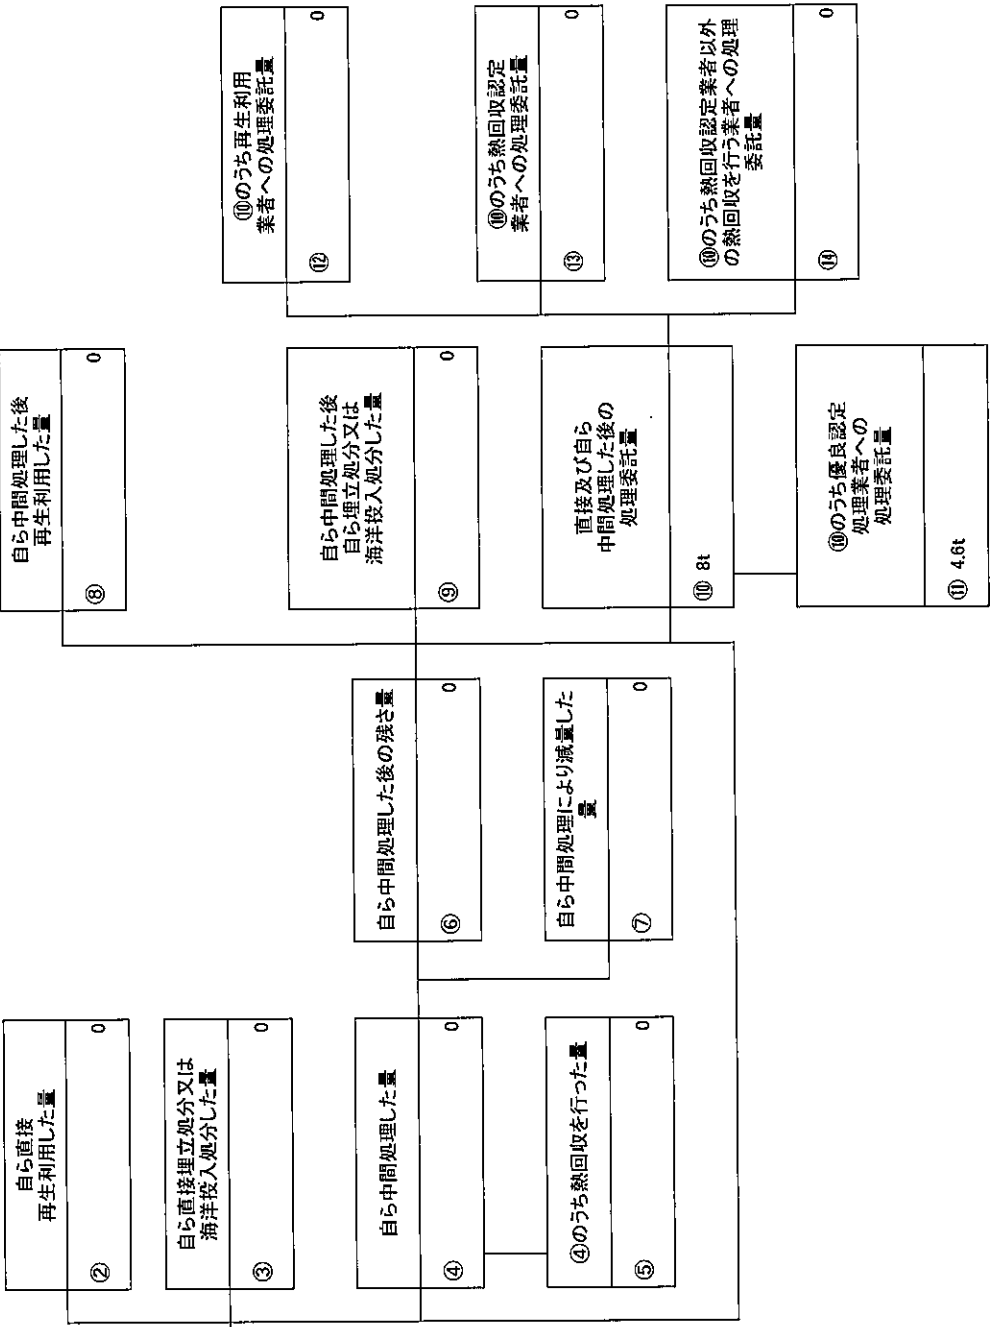 自ら直接
再生利用した量
② 0
自ら直接埋立処分又は
海洋投入処分した量
③ 0
自ら中間処理した量
④ 0
④のうち熱回収を行った量
⑤ 0
自ら中間処理した後の残さ量
⑥ 0
自ら中間処理により減量した
量
⑦ 0
自ら中間処理した後
再生利用した量
⑧ 0
自ら中間処理した後
自ら埋立処分又は
海洋投入処分した量
⑨ 0
直接及び自ら
中間処理した後の
処理委託量
⑩ 8t
⑩のうち優良認定
処理業者への
処理委託量
⑪ 4.6t
⑩のうち再生利用
業者への処理委託量
⑫ 0
⑩のうち熱回収認定
業者への処理委託量
⑬ 0
⑩のうち熱回収認定業者以外
の熱回収を行う業者への処理
委託量
⑭ 0